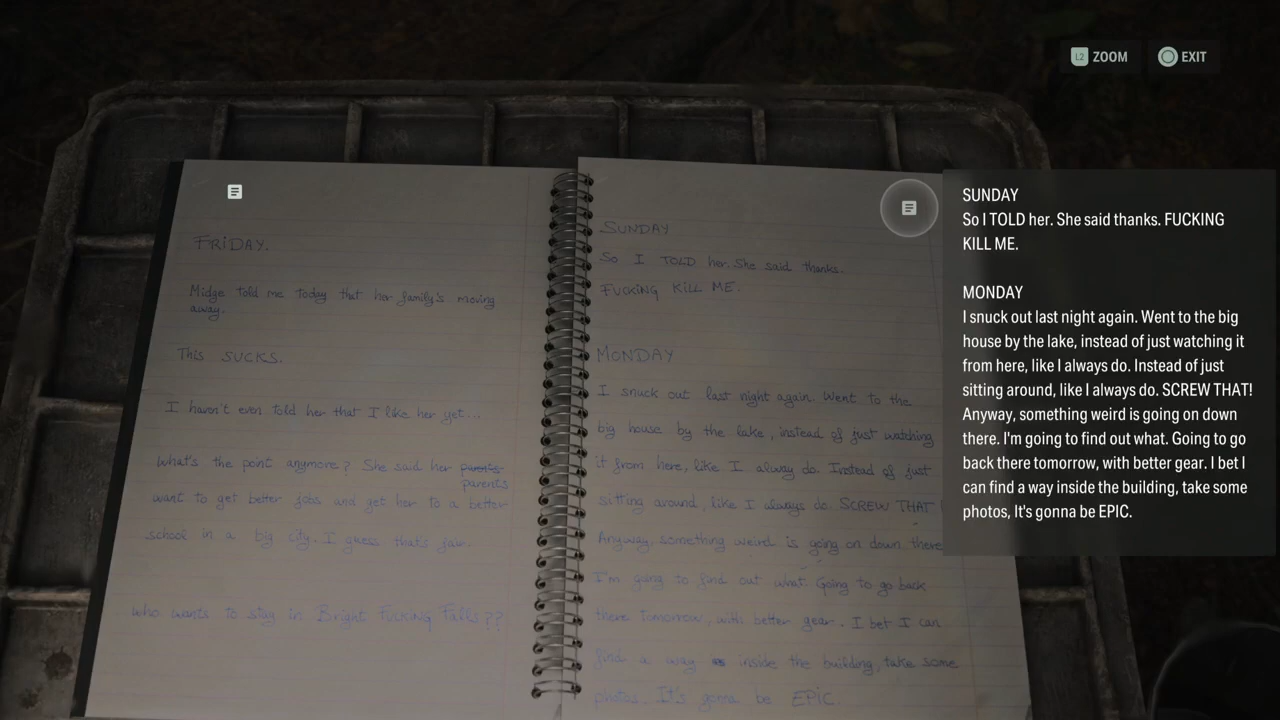 L2 ZOOM
EXIT
FRIDAY.
Midge told me today that her family's moving
away.
This SUCKS.
I haven't even told her that I like her yet...
what's the point anymore? She said her parents
parents
want to get better jobs and get her to a better
school in a big city. I guess that's fair.
who wants to stay in Bright Fucking Falls??
SUNDAY
So I TOLD her. She said thanks.
FUCKING KILL ME.
MONDAY
I snuck out last night again. Went to the
big house by the lake, instead of just watching
it from here, like I alway do. Instead of just
sitting around, like I always do. SCREW THAT!
Anyway, something weird is going on down there
I'm going to find out what. Going to go back
there tomorrow, with better gear. I bet I can
find a way inside the building, take some
photos. It's gonna be EPIC.
SUNDAY
So I TOLD her. She said thanks. FUCKING
KILL ME.
MONDAY
I snuck out last night again. Went to the big
house by the lake, instead of just watching it
from here, like I always do. Instead of just
sitting around, like I always do. SCREW THAT!
Anyway, something weird is going on down
there. I'm going to find out what. Going to go
back there tomorrow, with better gear. I bet I
can find a way inside the building, take some
photos, It's gonna be EPIC.